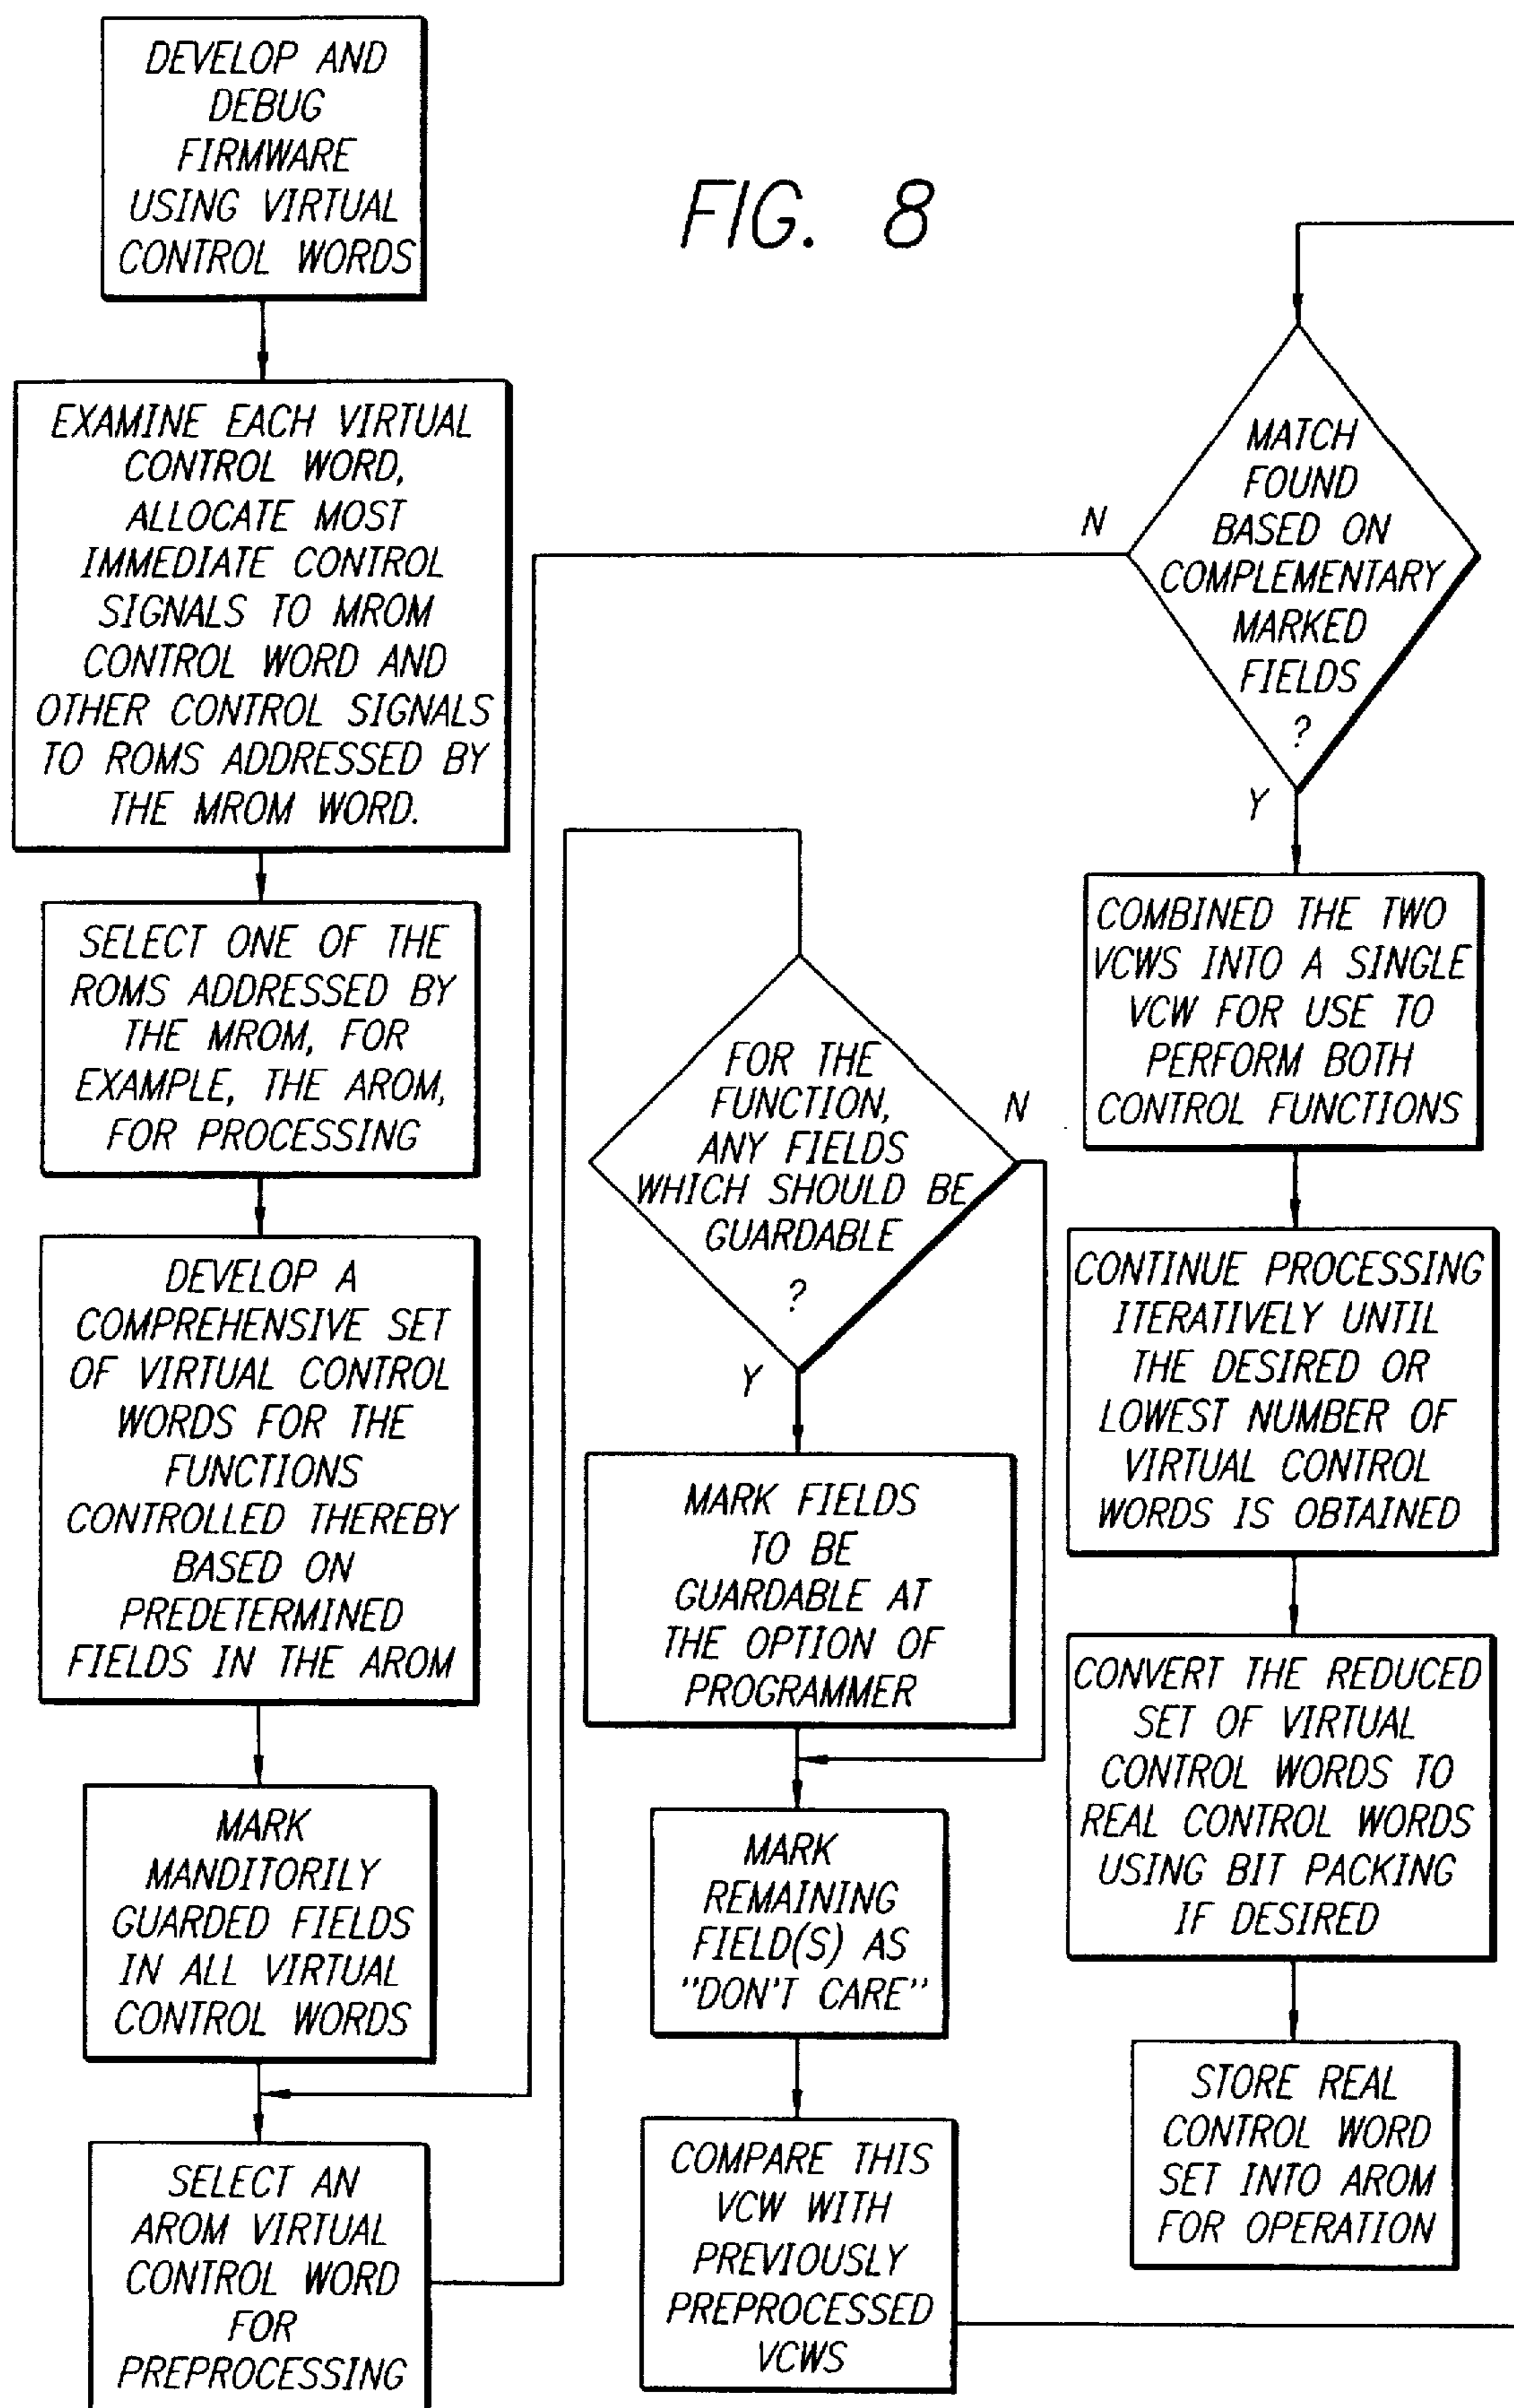 DEVELOP AND
DEBUG
FIRMWARE
USING VIRTUAL
CONTROL WORDS
EXAMINE EACH VIRTUAL
CONTROL WORD,
ALLOCATE MOST
IMMEDIATE CONTROL
SIGNALS TO MROM
CONTROL WORD AND
OTHER CONTROL SIGNALS
TO ROMS ADDRESSED BY
THE MROM WORD.
SELECT ONE OF THE
ROMS ADDRESSED BY
THE MROM, FOR
EXAMPLE, THE AROM,
FOR PROCESSING
DEVELOP A
COMPREHENSIVE SET
OF VIRTUAL CONTROL
WORDS FOR THE
FUNCTIONS
CONTROLLED THEREBY
BASED ON
PREDETERMINED
FIELDS IN THE AROM
MARK
MANDITORILY
GUARDED FIELDS
IN ALL VIRTUAL
CONTROL WORDS
SELECT AN
AROM VIRTUAL
CONTROL WORD
FOR
PREPROCESSING
FIG. 8
FOR THE
FUNCTION,
ANY FIELDS
WHICH SHOULD BE
GUARDABLE
?
N
Y
MARK FIELDS
TO BE
GUARDABLE AT
THE OPTION OF
PROGRAMMER
MARK
REMAINING
FIELD(S) AS
"DON'T CARE"
COMPARE THIS
VCW WITH
PREVIOUSLY
PREPROCESSED
VCWS
MATCH
FOUND
BASED ON
COMPLEMENTARY
MARKED
FIELDS
?
N
Y
COMBINED THE TWO
VCWS INTO A SINGLE
VCW FOR USE TO
PERFORM BOTH
CONTROL FUNCTIONS
CONTINUE PROCESSING
ITERATIVELY UNTIL
THE DESIRED OR
LOWEST NUMBER OF
VIRTUAL CONTROL
WORDS IS OBTAINED
CONVERT THE REDUCED
SET OF VIRTUAL
CONTROL WORDS TO
REAL CONTROL WORDS
USING BIT PACKING
IF DESIRED
STORE REAL
CONTROL WORD
SET INTO AROM
FOR OPERATION